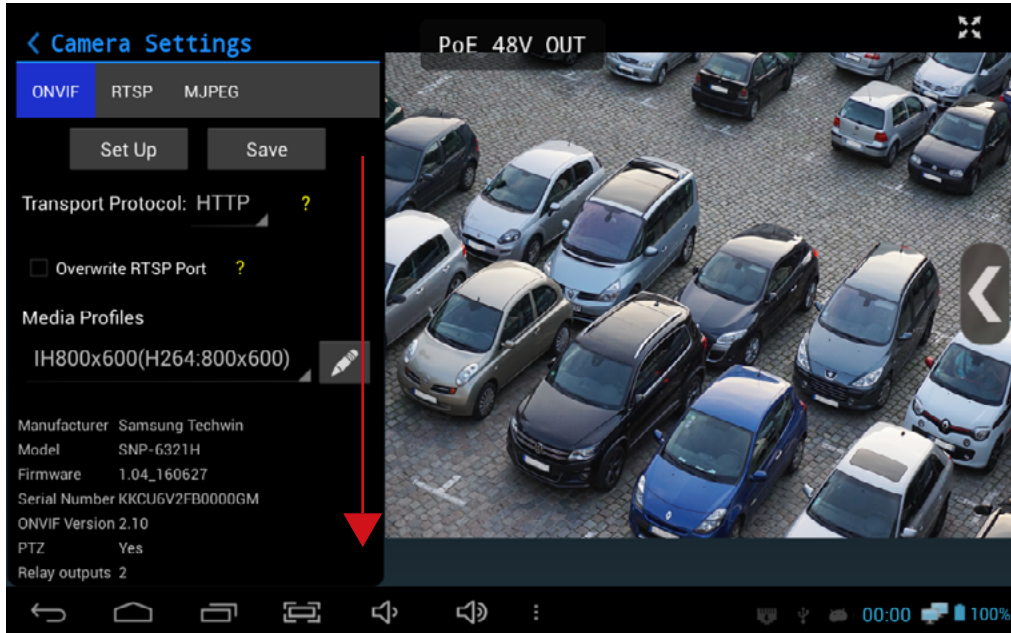 Camera Settings
PoE 48V OUT
ONVIF RTSP MJPEG
Set Up Save
Transport Protocol: HTTP ?
Overwrite RTSP Port ?
Media Profiles
IH800x600(H264:800x600)
Manufacturer Samsung Techwin
Model SNP-6321H
Firmware 1.04_160627
Serial Number KKCU6V2FB0000GM
ONVIF Version 2.10
PTZ Yes
Relay outputs 2
00:00 100%